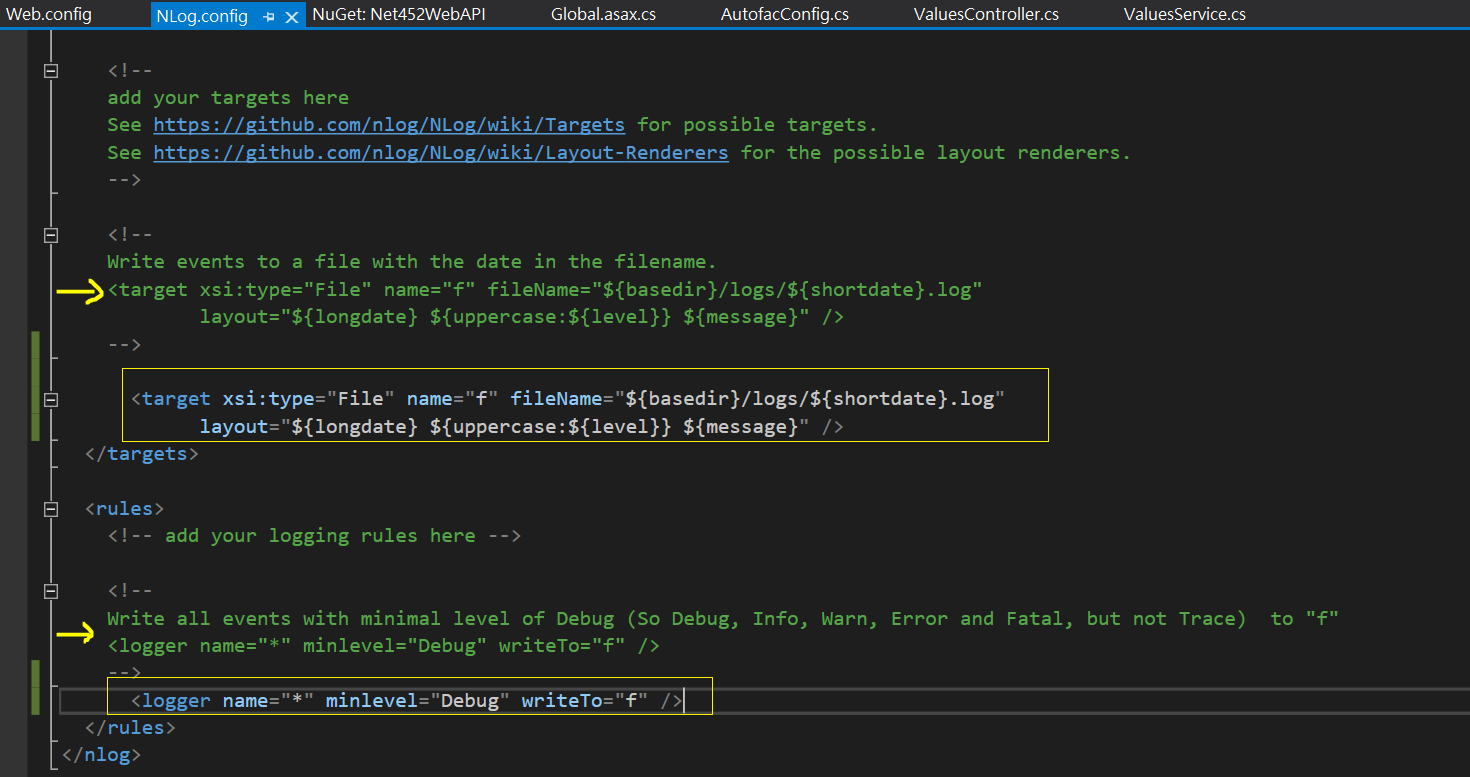 Web.config NLog.config NuGet: Net452WebAPI Global.asax.cs AutofacConfig.cs ValuesController.cs ValuesService.cs
<!--
add your targets here
See https://github.com/nlog/NLog/wiki/Targets for possible targets.
See https://github.com/nlog/NLog/wiki/Layout-Renderers for the possible layout renderers.
-->
<!--
Write events to a file with the date in the filename.
<target xsi:type="File" name="f" fileName="${basedir}/logs/${shortdate}.log"
layout="${longdate} ${uppercase:${level}} ${message}" />
-->
<target xsi:type="File" name="f" fileName="${basedir}/logs/${shortdate}.log"
layout="${longdate} ${uppercase:${level}} ${message}" />
</targets>
<rules>
<!-- add your logging rules here -->
<!--
Write all events with minimal level of Debug (So Debug, Info, Warn, Error and Fatal, but not Trace)  to "f"
<logger name="*" minlevel="Debug" writeTo="f" />
-->
<logger name="*" minlevel="Debug" writeTo="f" />
</rules>
</nlog>